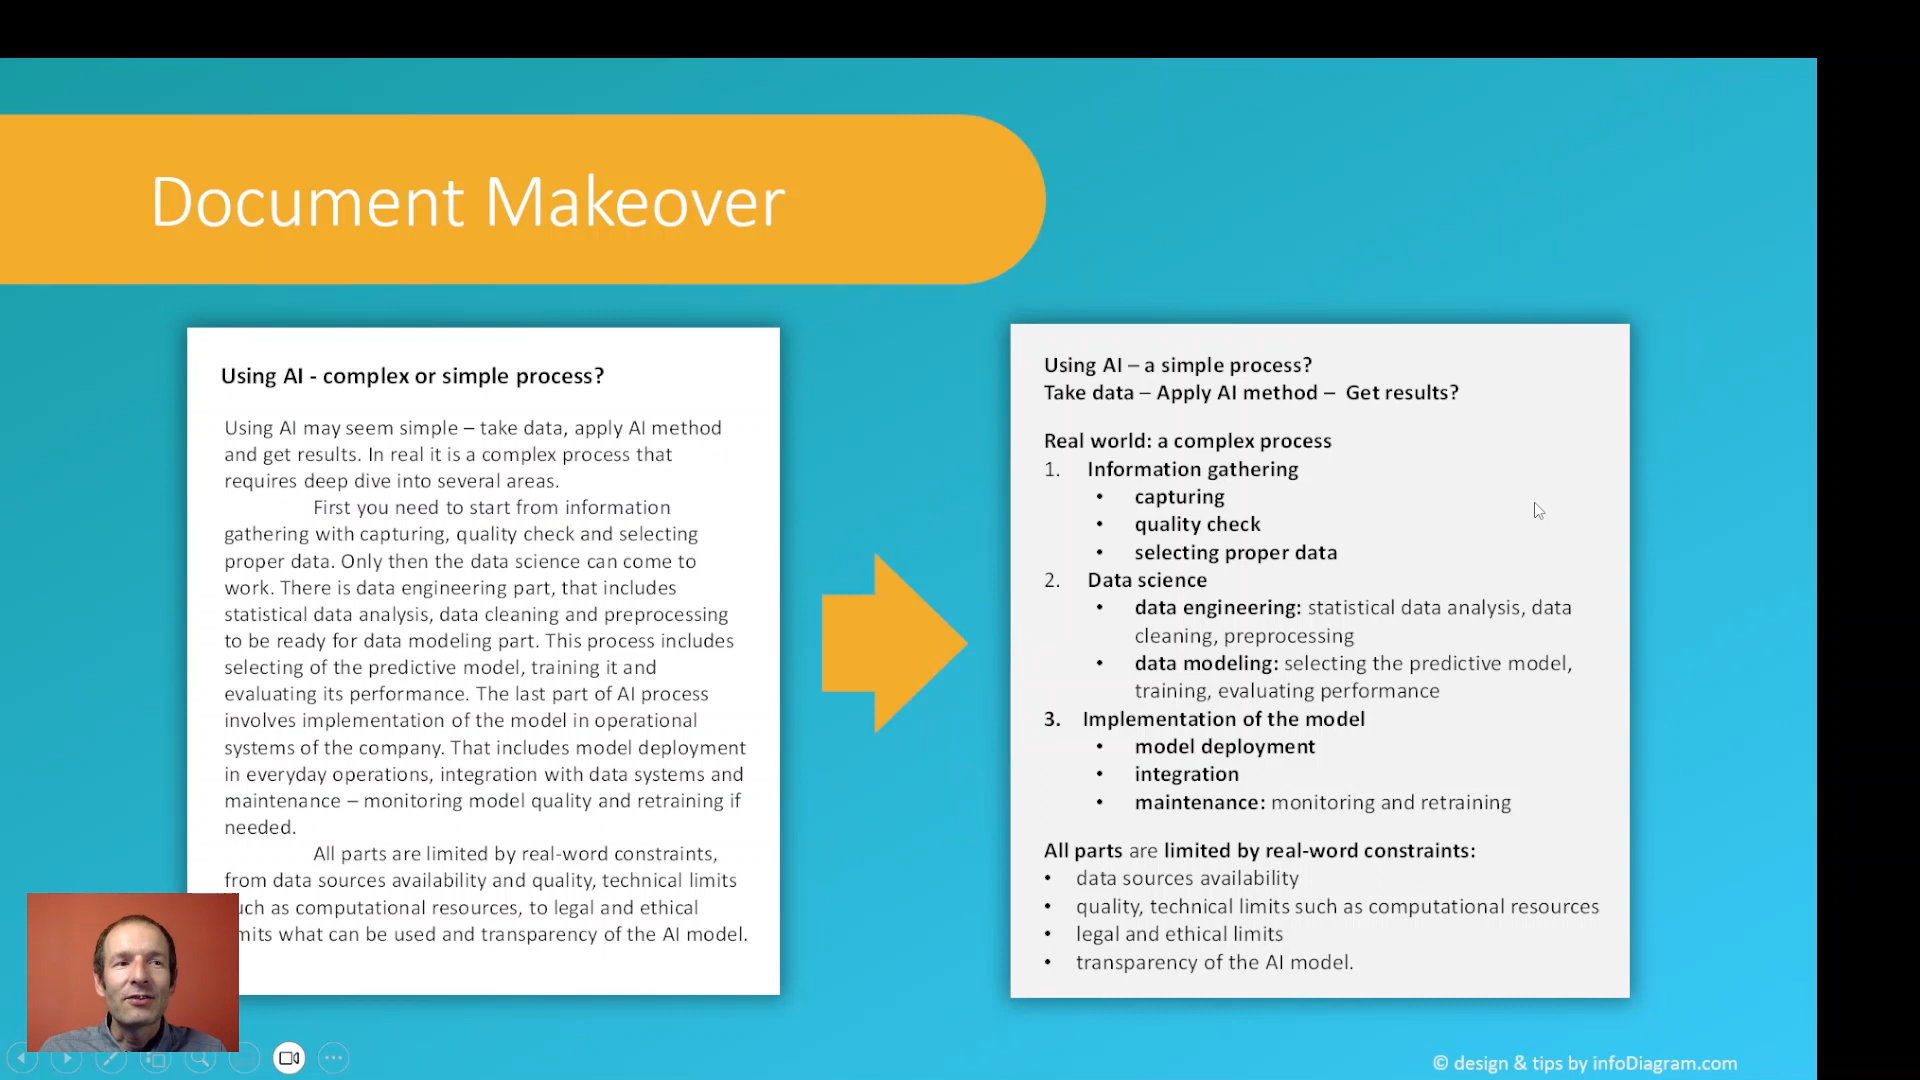 Document Makeover
Using AI - complex or simple process?
Using AI may seem simple – take data, apply AI method
and get results. In real it is a complex process that
requires deep dive into several areas.
First you need to start from information
gathering with capturing, quality check and selecting
proper data. Only then the data science can come to
work. There is data engineering part, that includes
statistical data analysis, data cleaning and preprocessing
to be ready for data modeling part. This process includes
selecting of the predictive model, training it and
evaluating its performance. The last part of AI process
involves implementation of the model in operational
systems of the company. That includes model deployment
in everyday operations, integration with data systems and
maintenance – monitoring model quality and retraining if
needed.
All parts are limited by real-word constraints,
from data sources availability and quality, technical limits
as computational resources, to legal and ethical
what can be used and transparency of the AI model.
Using AI – a simple process?
Take data – Apply AI method – Get results?
Real world: a complex process
1. Information gathering
• capturing
• quality check
• selecting proper data
2. Data science
• data engineering: statistical data analysis, data
cleaning, preprocessing
• data modeling: selecting the predictive model,
training, evaluating performance
3. Implementation of the model
• model deployment
• integration
• maintenance: monitoring and retraining
All parts are limited by real-word constraints:
• data sources availability
• quality, technical limits such as computational resources
• legal and ethical limits
• transparency of the AI model.
© design & tips by infoDiagram.com